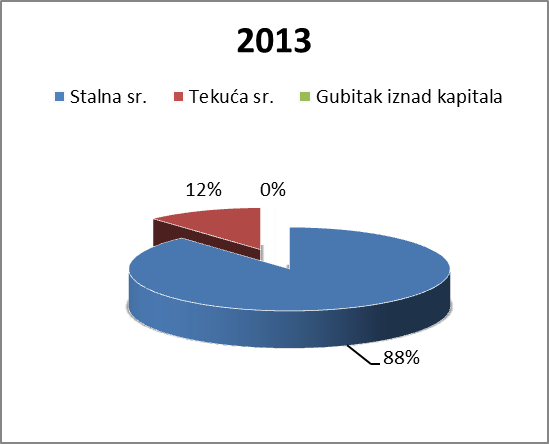 2013
Stalna sr. Tekuća sr. Gubitak iznad kapitala
12% 0%
88%